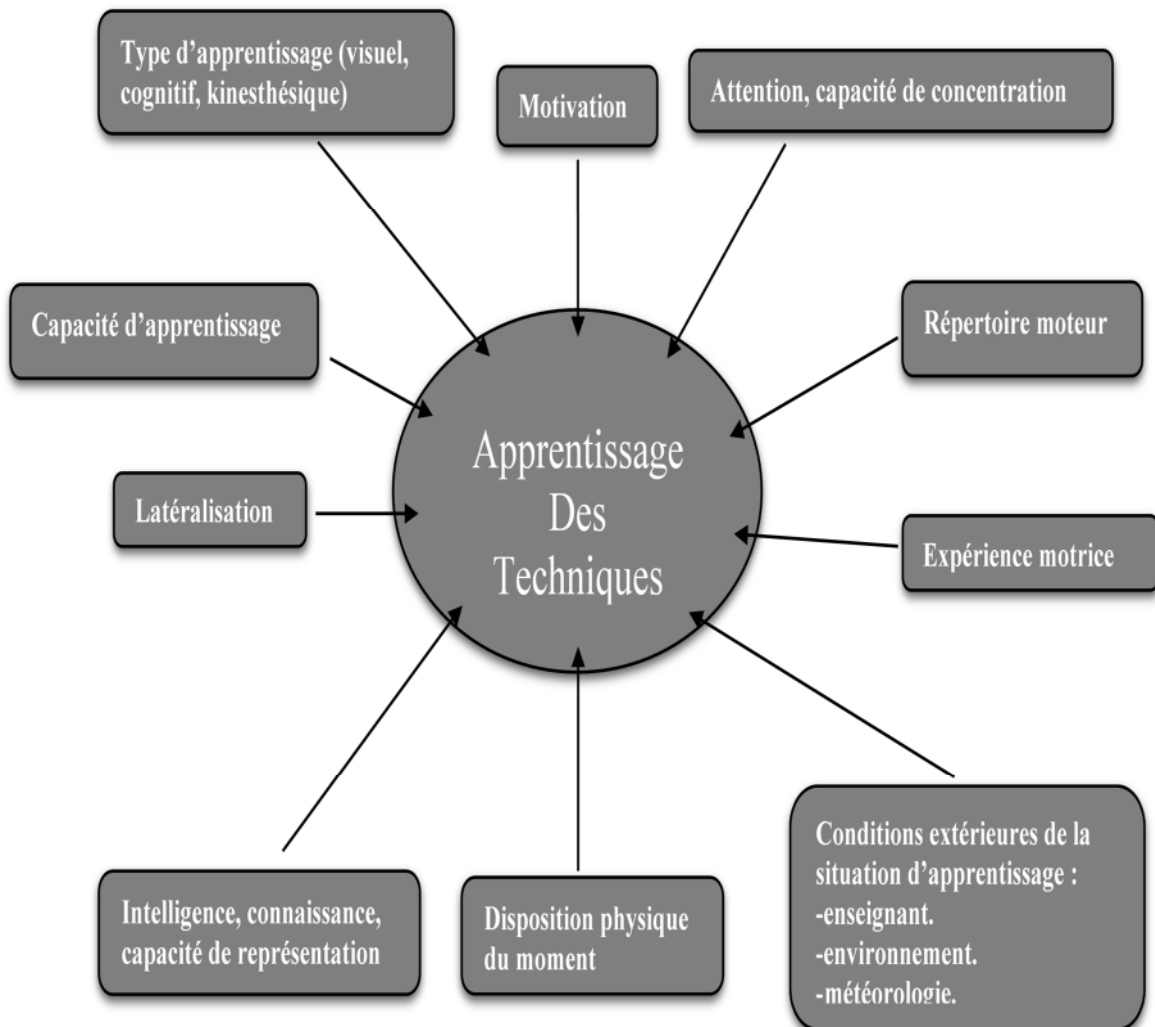 Type d’apprentissage (visuel,
cognitif, kinesthésique)
Motivation
Attention, capacité de concentration
Capacité d’apprentissage
Répertoire moteur
Apprentissage
Des
Techniques
Latéralisation
Expérience motrice
Intelligence, connaissance,
capacité de représentation
Disposition physique
du moment
Conditions extérieures de la
situation d’apprentissage :
-enseignant.
-environnement.
-météorologie.